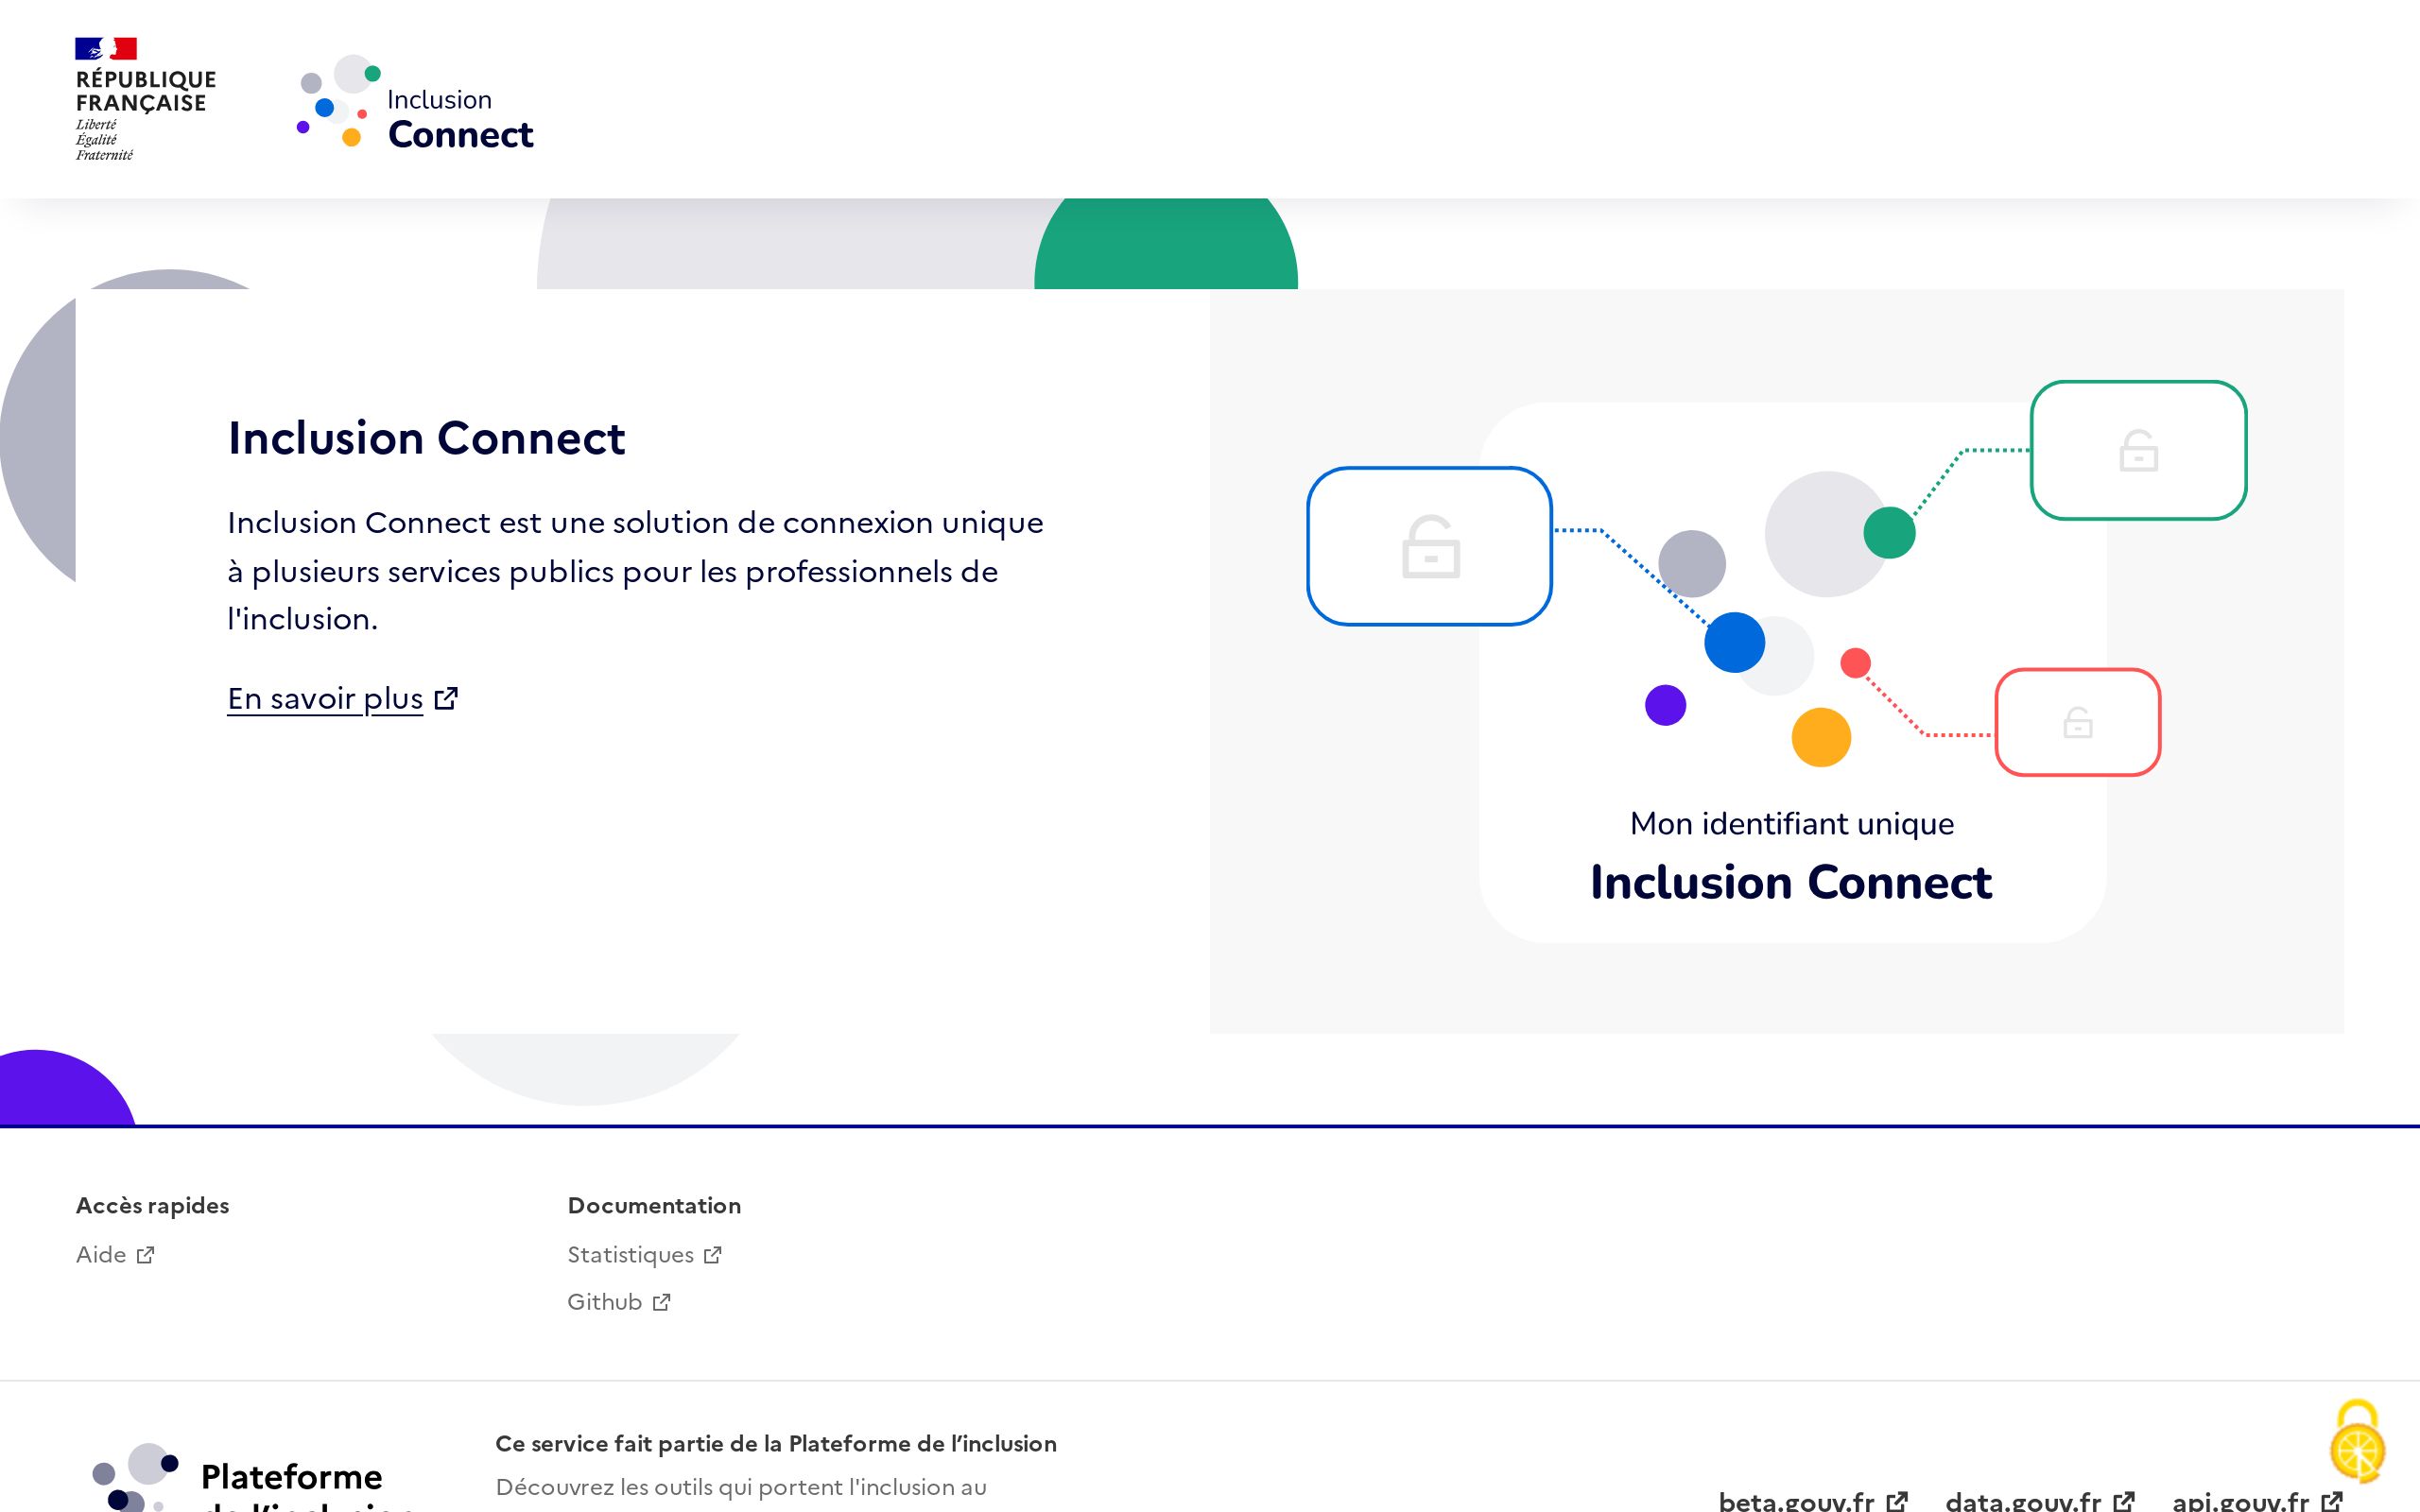 RÉPUBLIQUE
FRANÇAISE
Liberté
Égalité
Fraternité
Inclusion
Connect
Inclusion Connect
Inclusion Connect est une solution de connexion unique
à plusieurs services publics pour les professionnels de
l'inclusion.
En savoir plus
Mon identifiant unique
Inclusion Connect
Accès rapides
Aide
Documentation
Statistiques
Github
Plateforme
de l'inclusion
Ce service fait partie de la Plateforme de l’inclusion
Découvrez les outils qui portent l'inclusion au
beta.gouv.fr
data.gouv.fr
api.gouv.fr